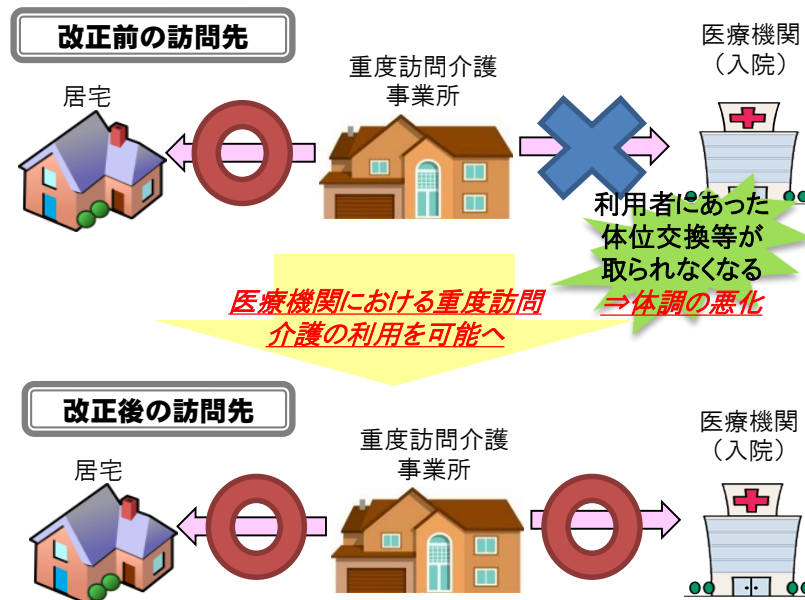 改正前の訪問先
医療機関
（入院）
重度訪問介護
事業所
居宅
利用者にあった
体位交換等が
取られなくなる
⇒体調の悪化
医療機関における重度訪問
介護の利用を可能へ
改正後の訪問先
医療機関
（入院）
重度訪問介護
事業所
居宅